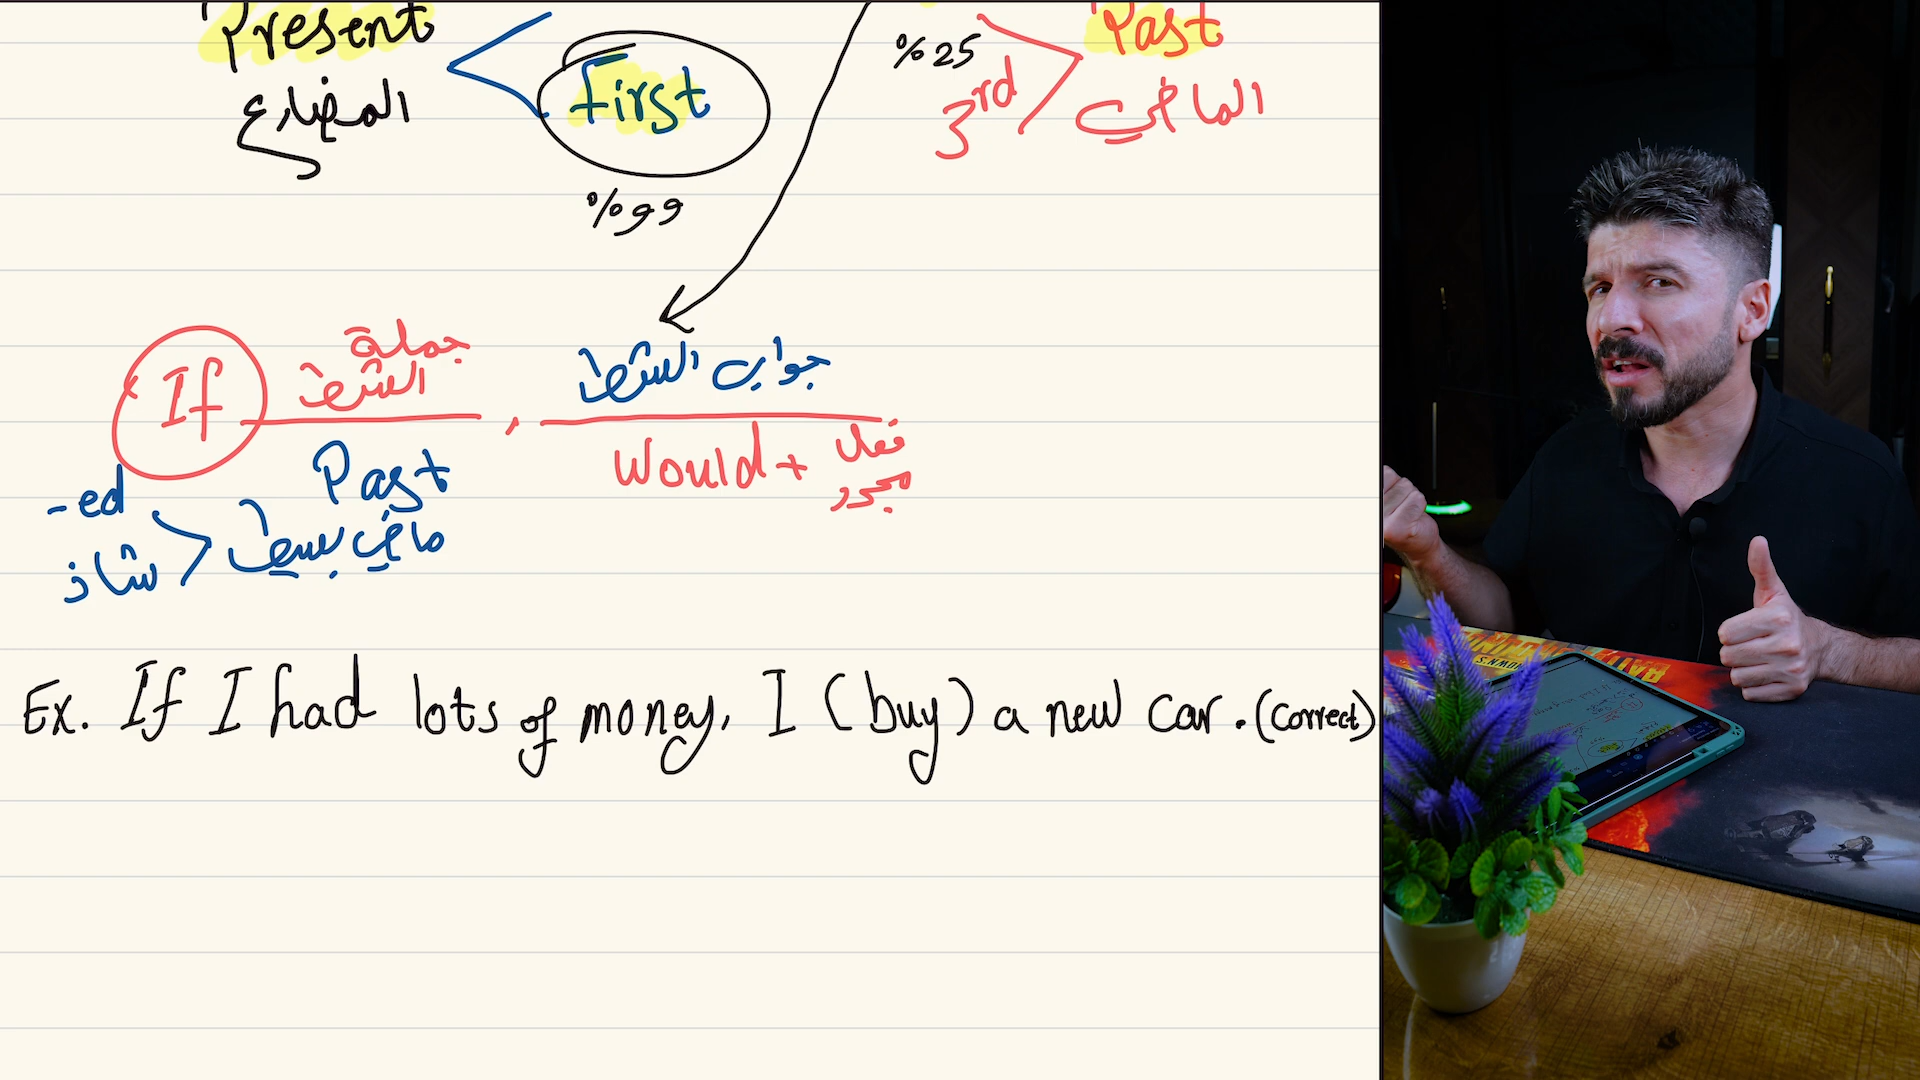 Present
المضارع
First
%99
%25
3rd
Past
الماضي
If جملة الشرط , جواب الشرط
Past
ماضي بسيط
-ed
شاذ
Would + فعل مجرد
Ex. If I had lots of money, I (buy) a new car. (correct)